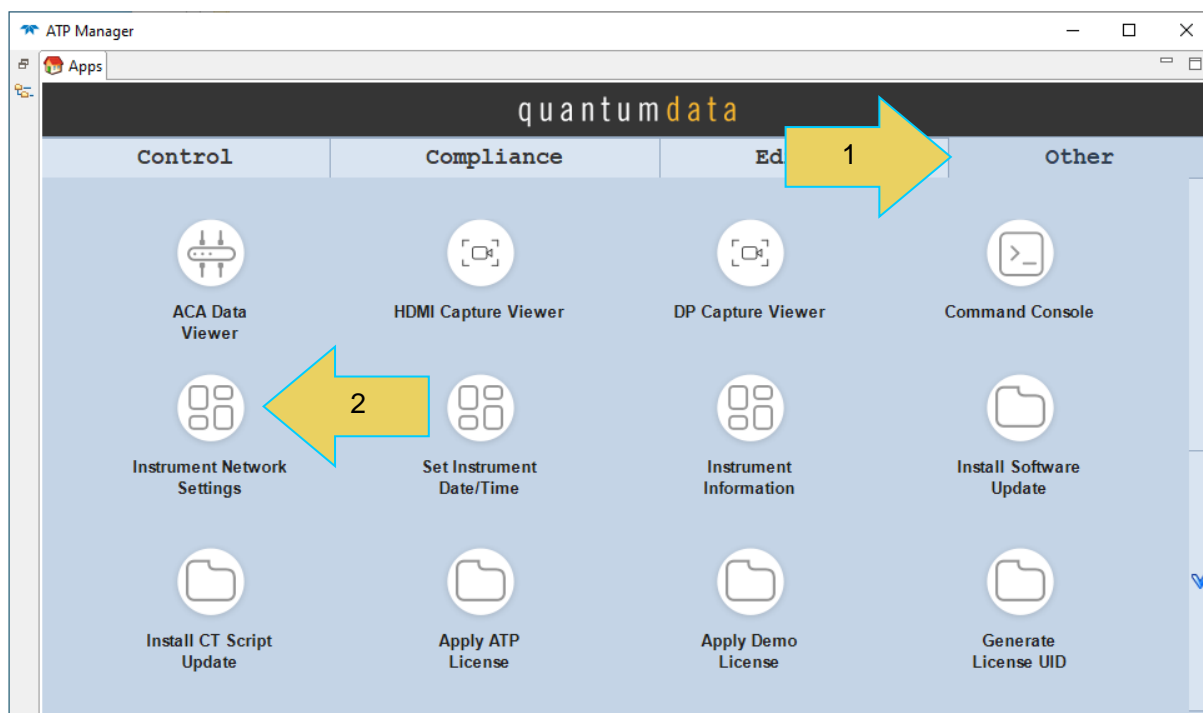 ATP Manager
Apps
quantumdata
Control Compliance Ed 1 Other
ACA Data HDMI Capture Viewer DP Capture Viewer Command Console
Viewer
2
Instrument Network Set Instrument Instrument Install Software
Settings Date/Time Information Update
Install CT Script Apply ATP Apply Demo Generate
Update License License License UID